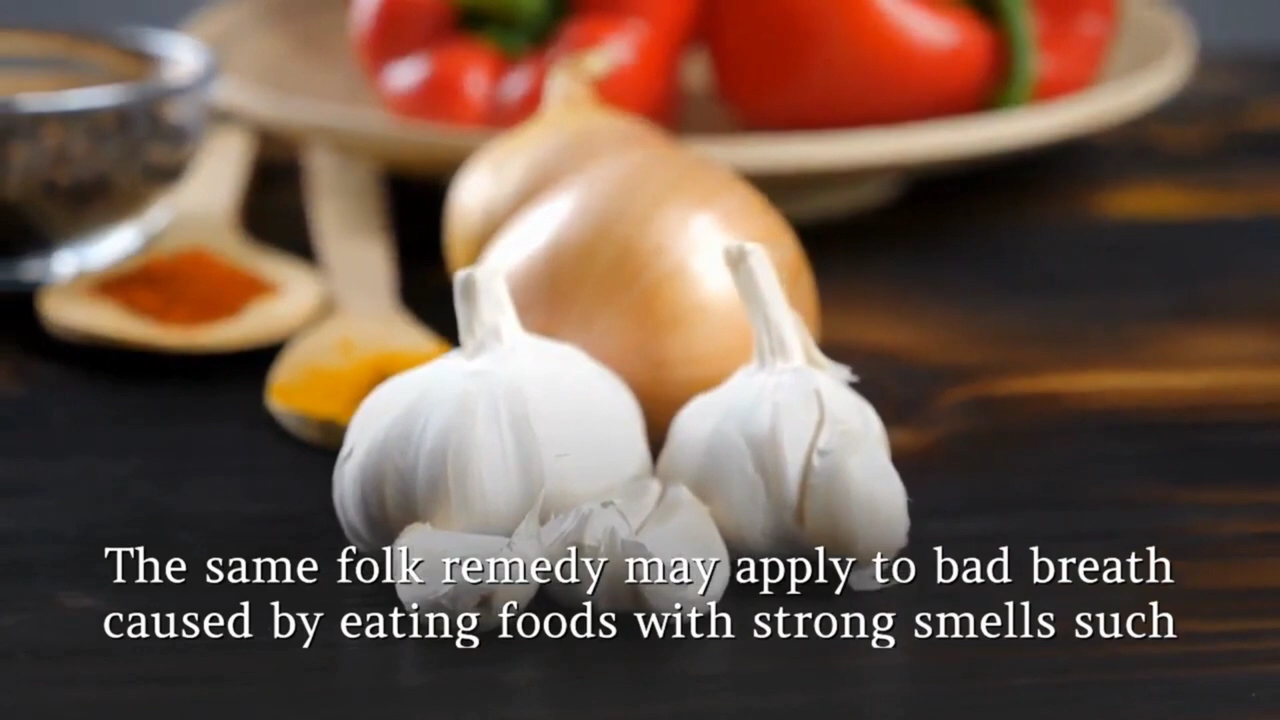 The same folk remedy may apply to bad breath
caused by eating foods with strong smells such